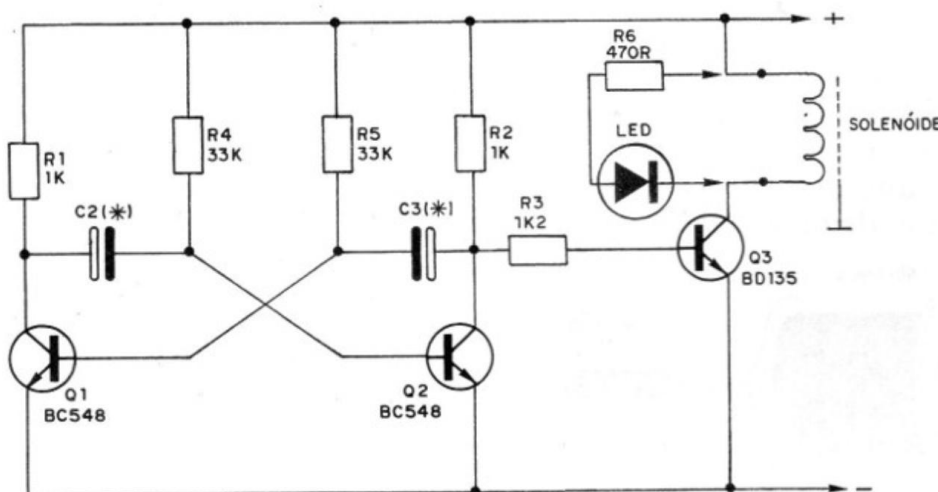 +
R6
470R
R1
1K
R4
33K
R5
33K
R2
1K
LED
SOLENÓIDE
C2(*)
C3(*)
R3
1K2
Q3
BD135
Q1
BC548
Q2
BC548
-